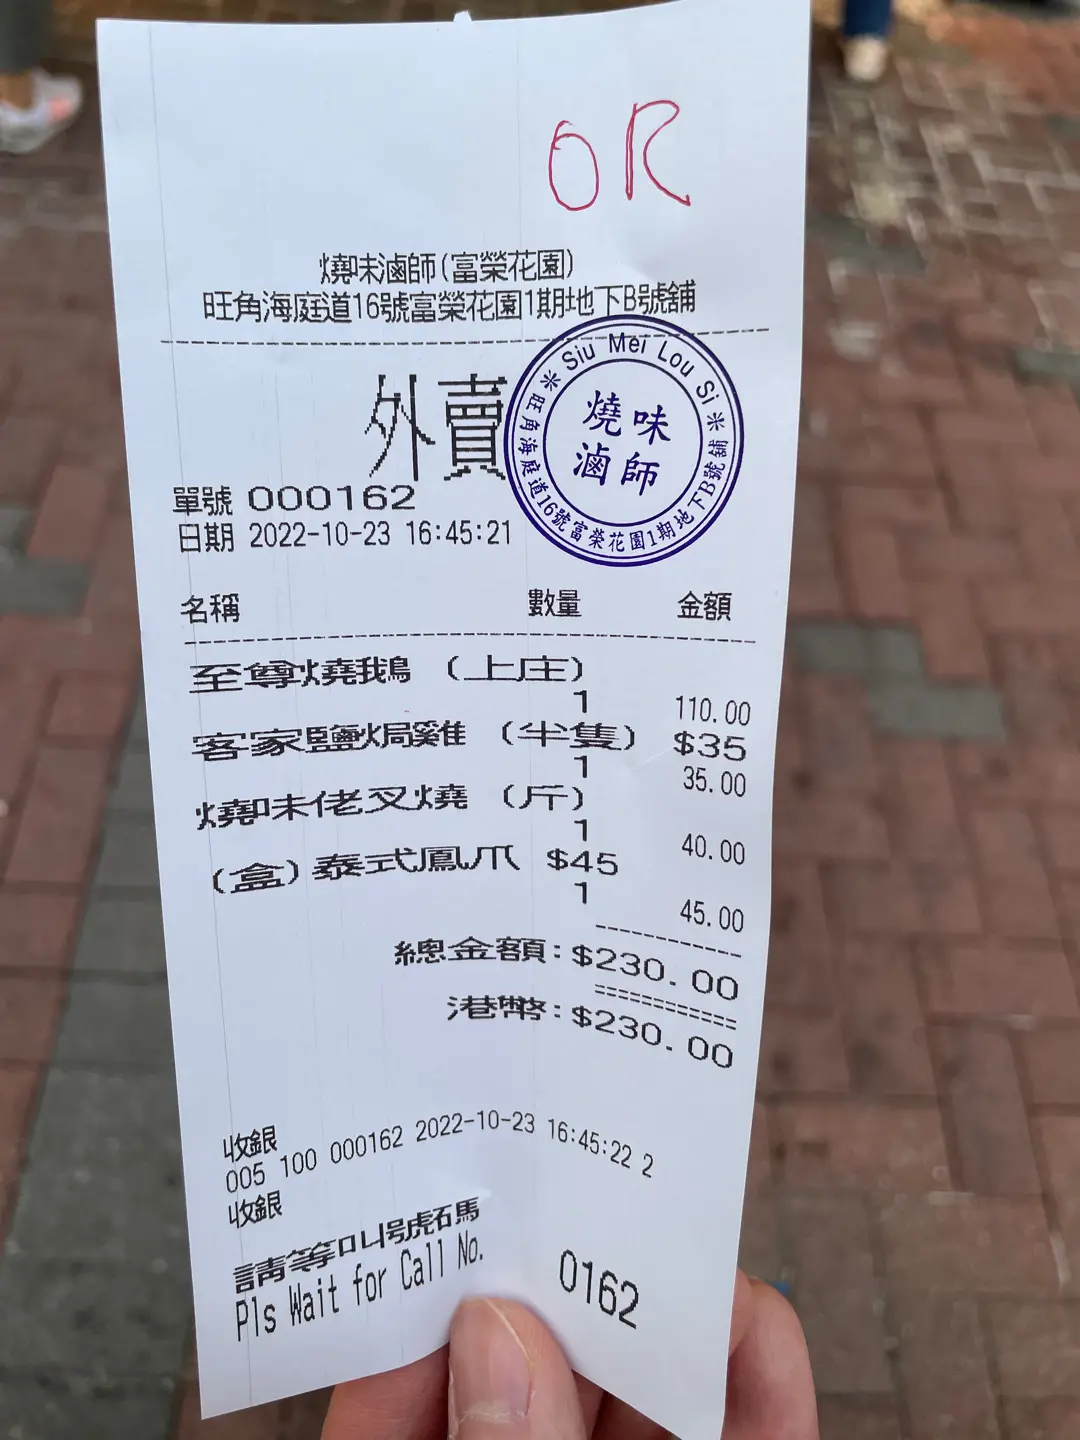 OR
燒味滷師(富榮花園)
旺角海庭道16號富榮花園1期地下B號舖
外賣
Siu Mei Lou Si
燒味
滷師
旺角海庭道16號富榮花園1期地下B號舖
單號 000162
日期 2022-10-23 16:45:21
名稱 數量 金額
至尊燒鵝 (上庄)
1 110.00
客家鹽焗雞 (半隻) $35
1 35.00
燒味佬叉燒 (斤)
1 40.00
(盒)泰式鳳爪 $45
1 45.00
總金額:$230.00
港幣:$230.00
收銀
005 100 000162 2022-10-23 16:45:22 2
收銀
請等叫號碼
Pls Wait for Call No. 0162